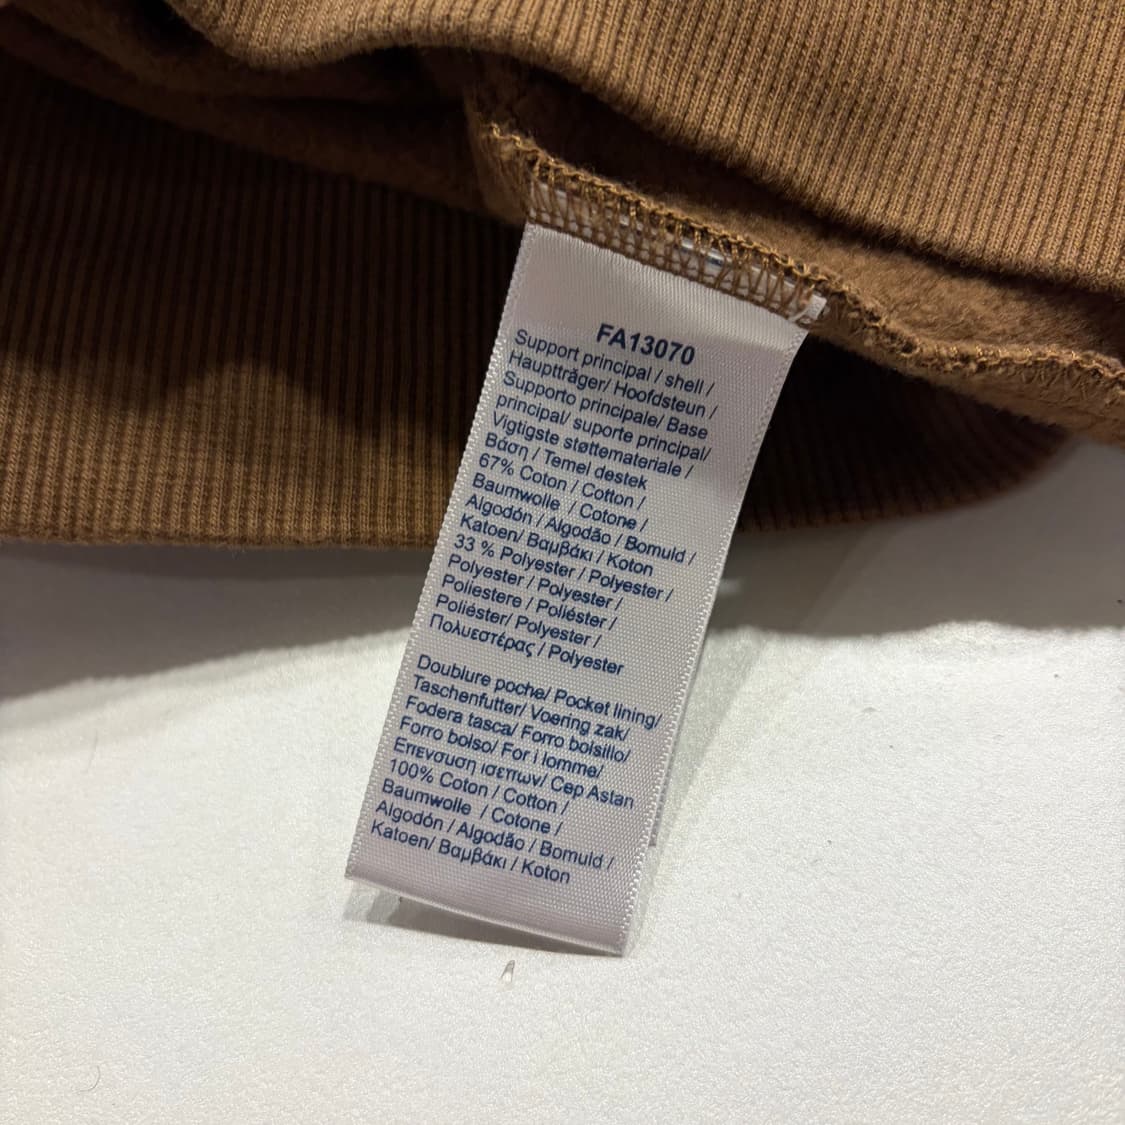 FA13070
Support principal / shell /
Hauptträger/ Hoofdsteun /
Supporto principale/ Base
principal/ suporte principal/
Vigtigste støttemateriale /
Βάση / Temel destek
67% Coton / Cotton /
Baumwolle / Cotone /
Algodón / Algodão / Bomuld /
Katoen/ Βαμβάκι / Koton
33 % Polyester / Polyester /
Polyester / Polyester /
Poliestere / Poliéster /
Poliéster/ Polyester /
Πολυεστέρας / Polyester
Doublure poche/ Pocket lining/
Taschenfutter/ Voering zak/
Fodera tasca/ Forro bolsillo/
Forro bolso/ For i lomme/
Επενσυση ισεπων/ Cep Astan
100% Coton / Cotton /
Baumwolle / Cotone /
Algodón / Algodão / Bomuld /
Katoen/ Βαμβάκι / Koton